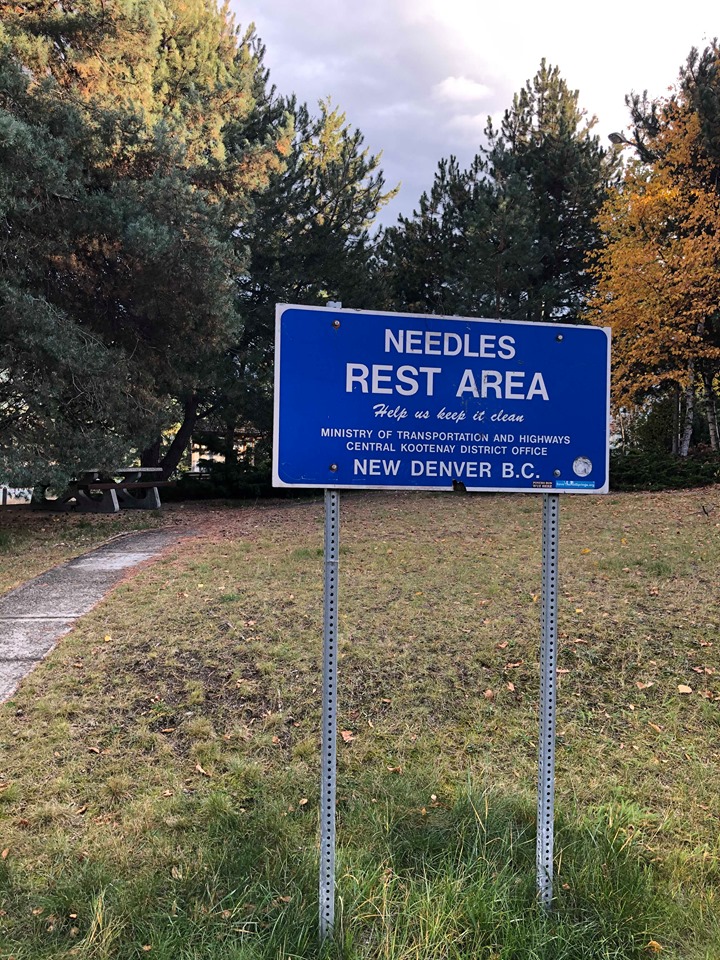 NEEDLES
REST AREA
Help us keep it clean
MINISTRY OF TRANSPORTATION AND HIGHWAYS
CENTRAL KOOTENAY DISTRICT OFFICE
NEW DENVER B.C.